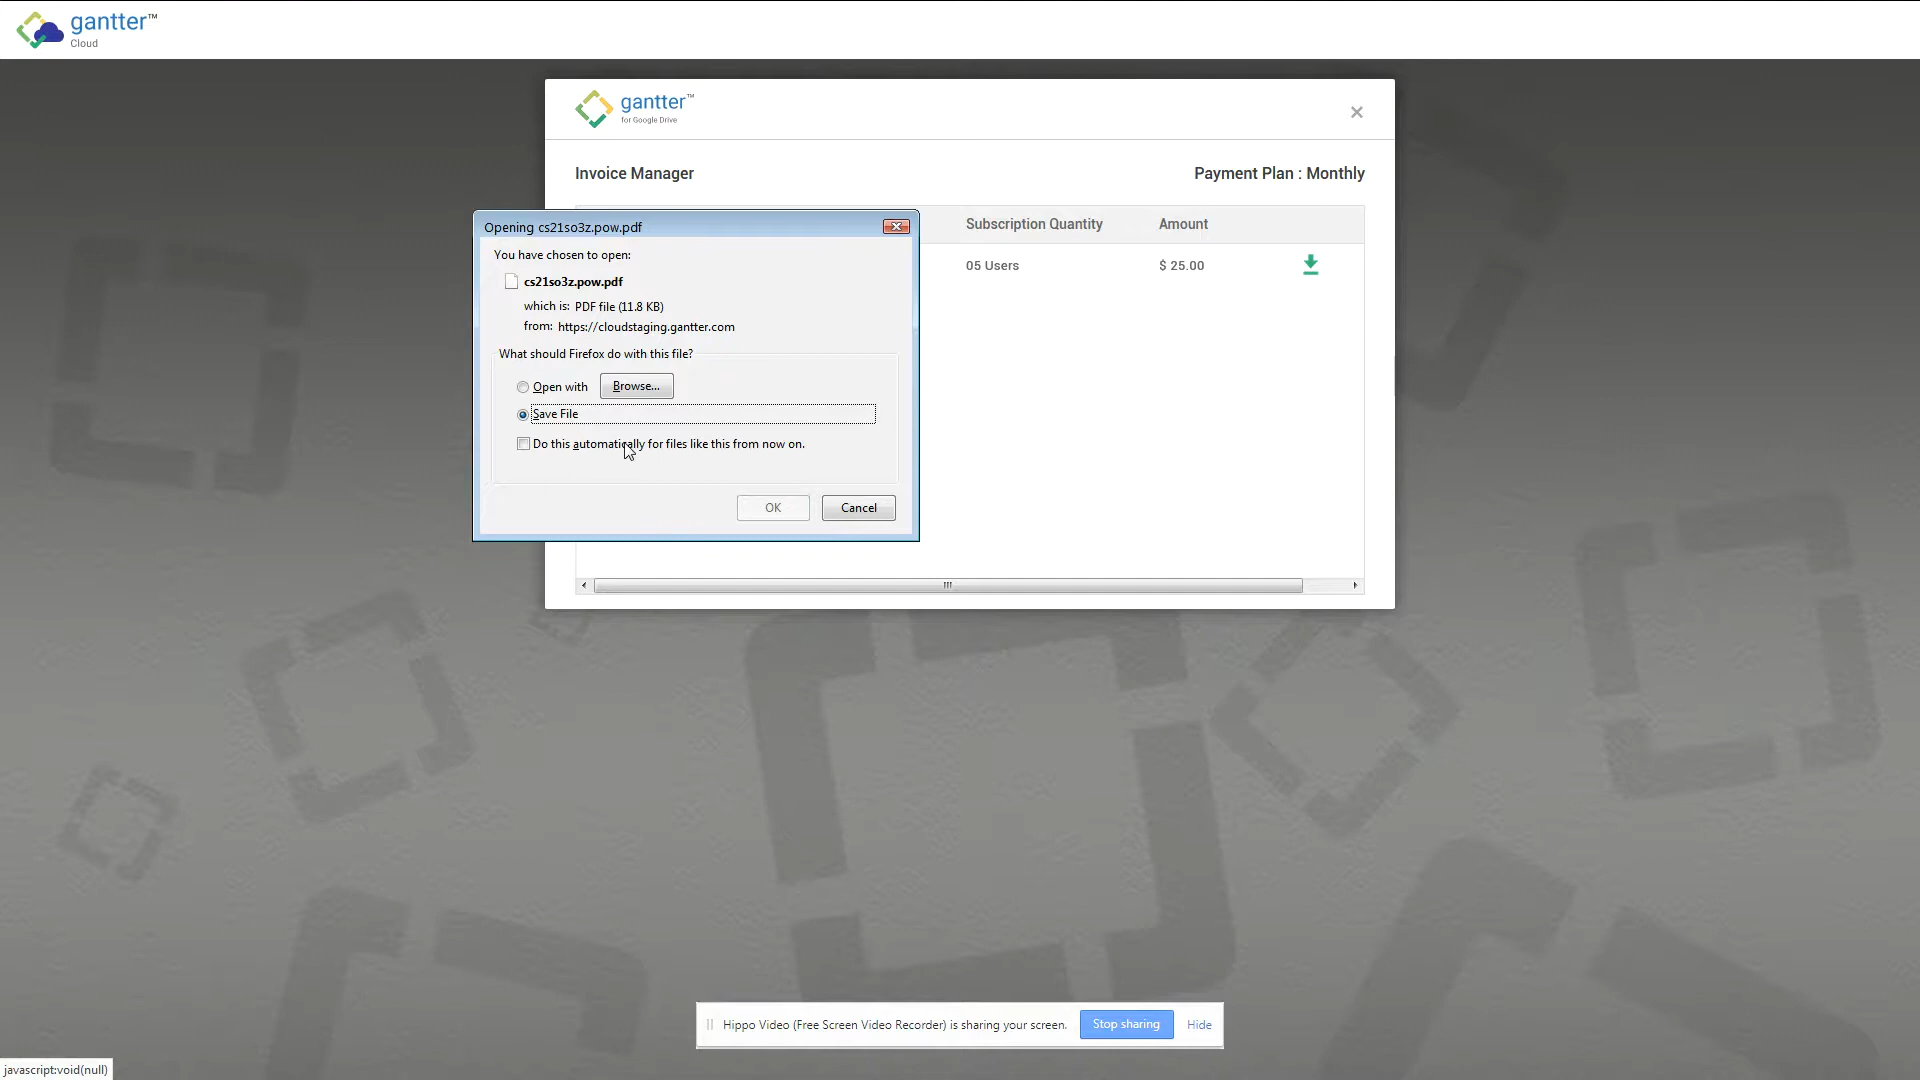 gantter™
Cloud
gantter™
for Google Drive
×
Invoice Manager
Payment Plan : Monthly
Subscription Quantity
Amount
05 Users
$ 25.00
Opening cs21so3z.pow.pdf
You have chosen to open:
cs21so3z.pow.pdf
which is: PDF file (11.8 KB)
from: https://cloudstaging.gantter.com
What should Firefox do with this file?
Open with
Browse...
Save File
Do this automatically for files like this from now on.
OK
Cancel
Hippo Video (Free Screen Video Recorder) is sharing your screen.
Stop sharing
Hide
javascript:void(null)